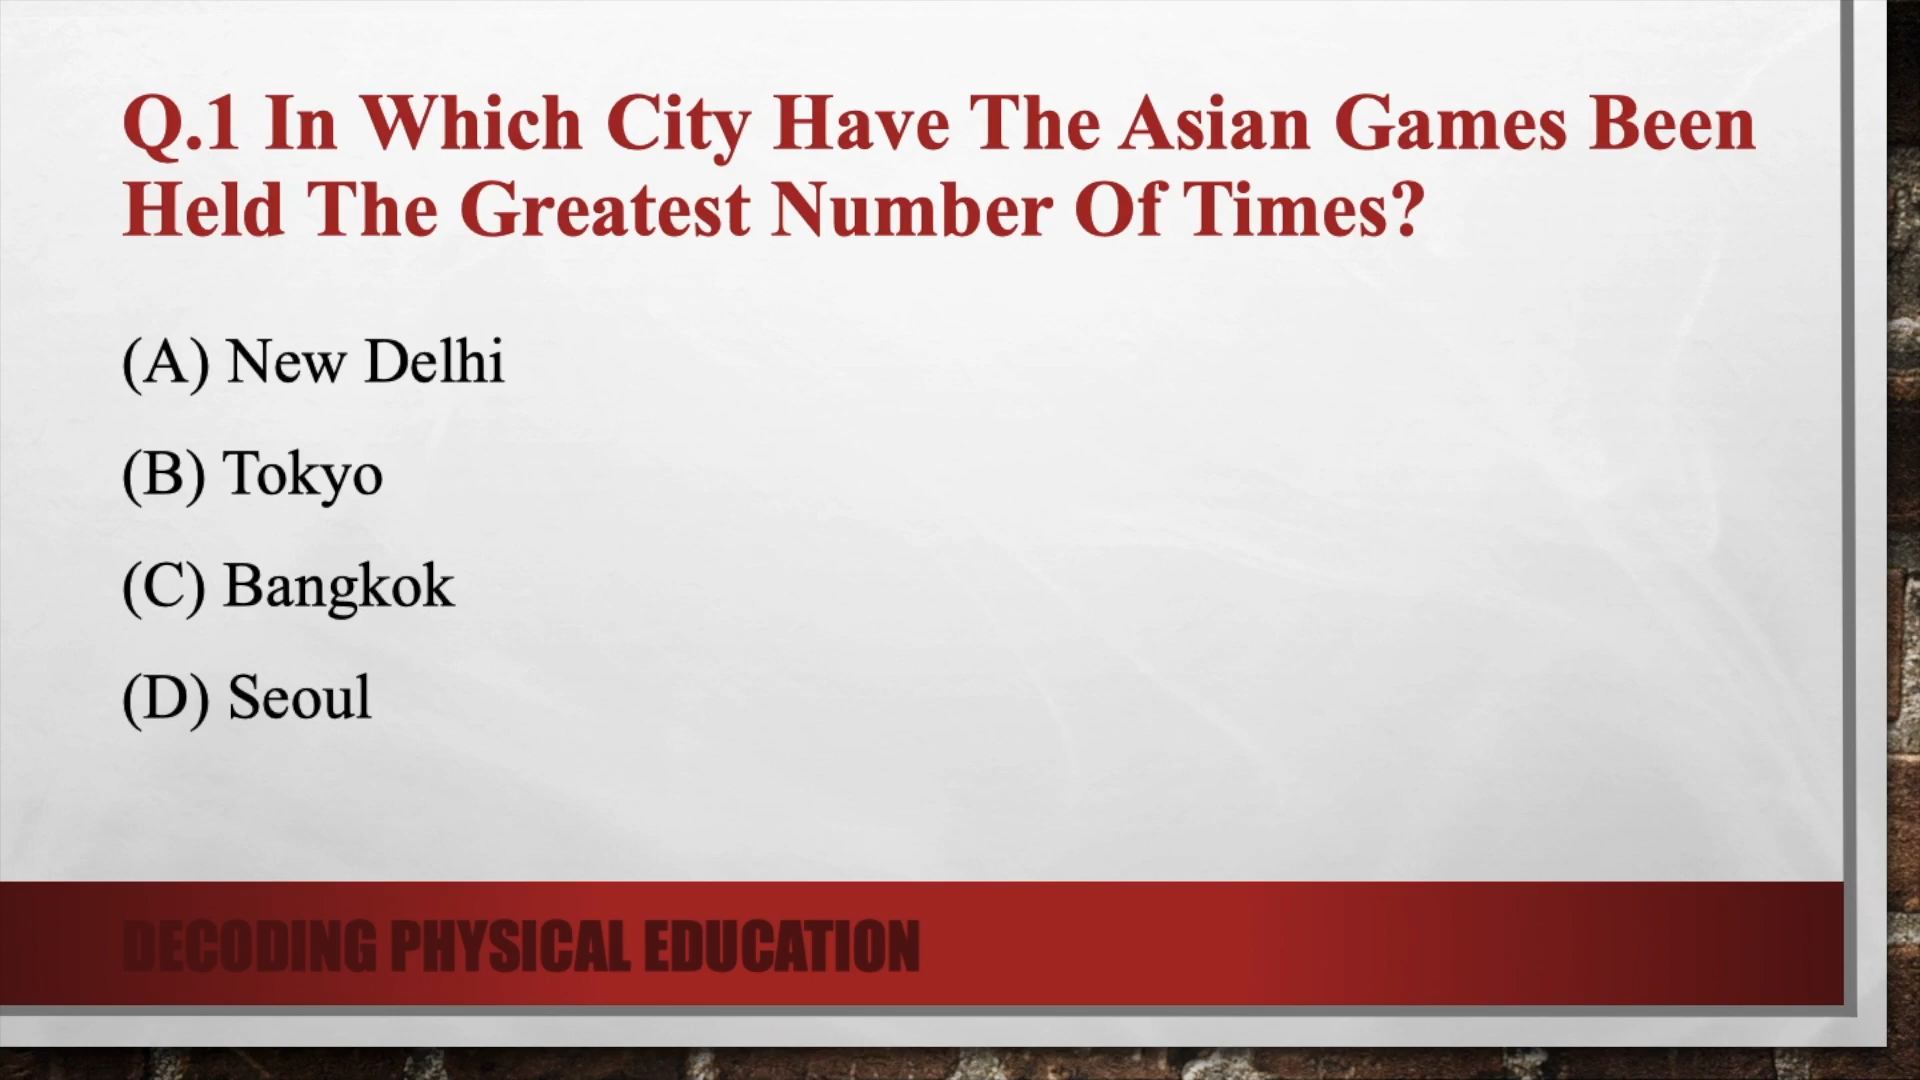 Q.1 In Which City Have The Asian Games Been
Held The Greatest Number Of Times?
(A) New Delhi
(B) Tokyo
(C) Bangkok
(D) Seoul
DECODING PHYSICAL EDUCATION